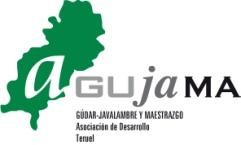 aGUjaMA
GÚDAR-JAVALAMBRE Y MAESTRAZGO
Asociación de Desarrollo
Teruel